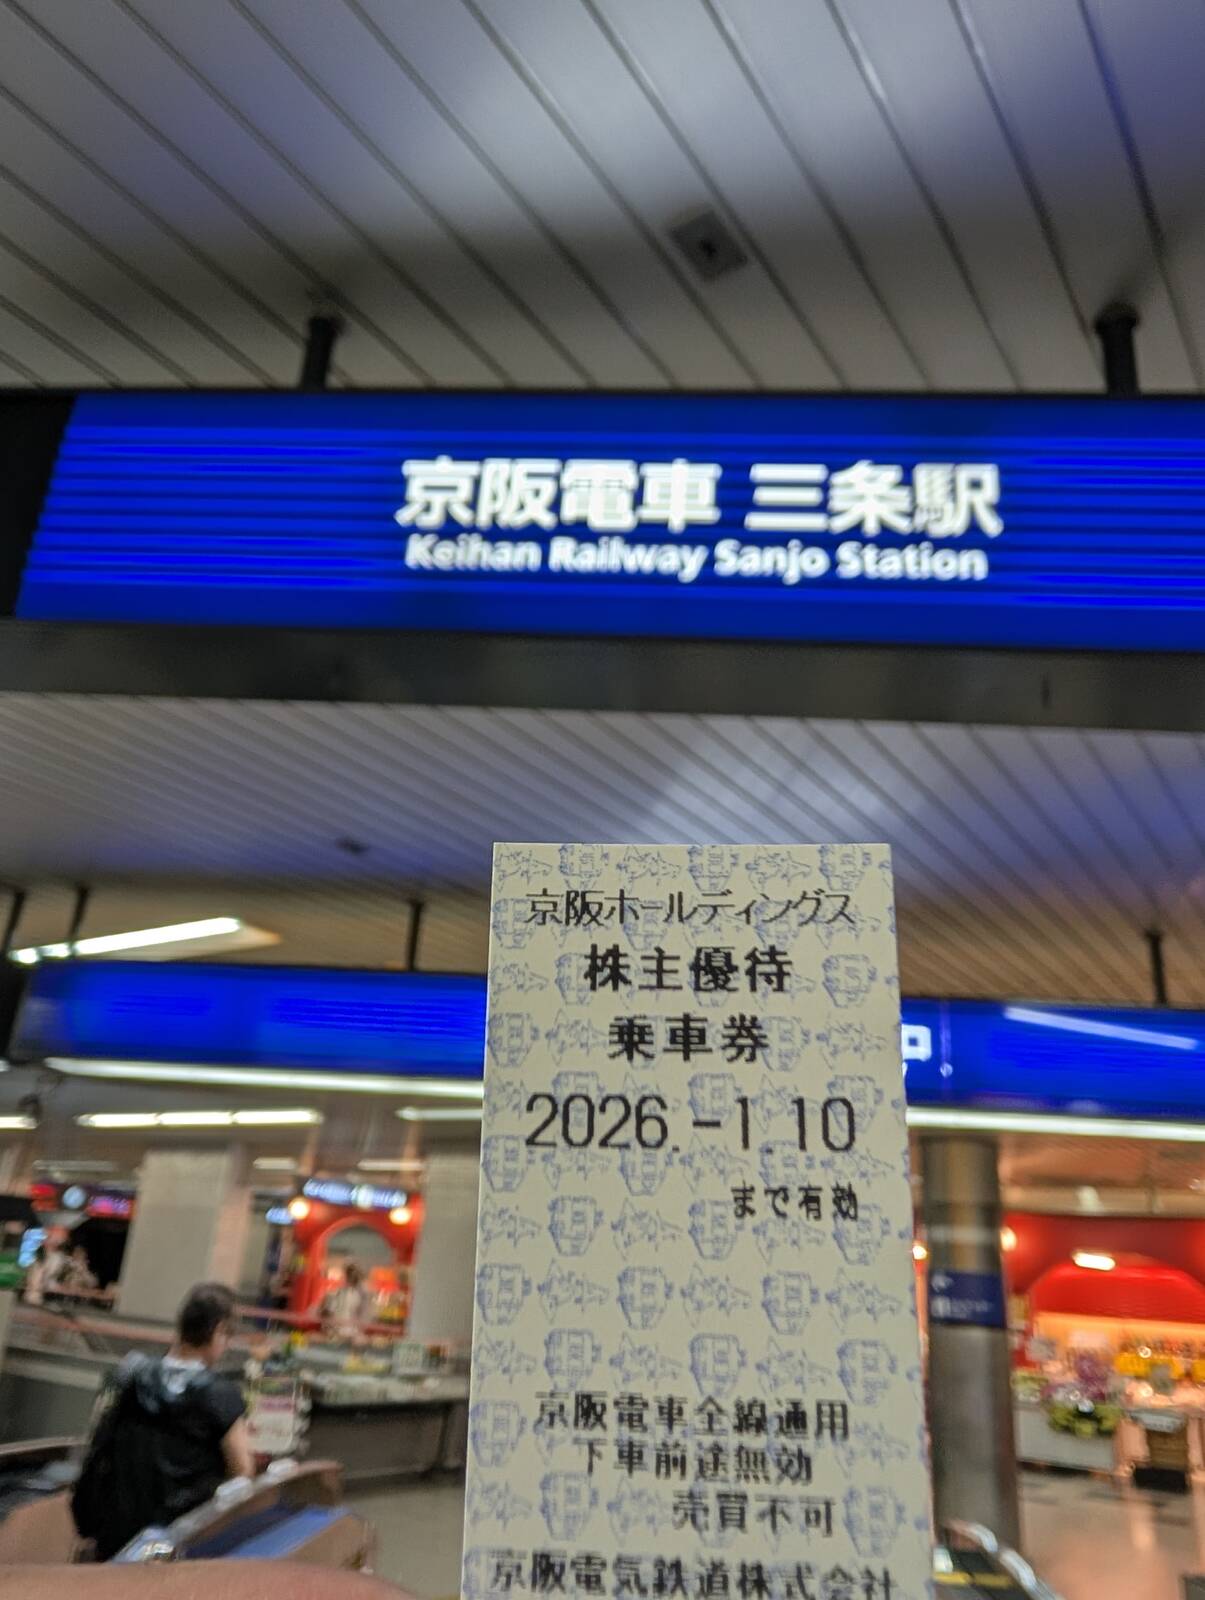 京阪電車 三条駅
Keihan Railway Sanjo Station
京阪ホールディングス
株主優待
乗車券
2026.-1.10
まで有効
京阪電車全線通用
下車前途無効
売買不可
京阪電気鉄道株式会社